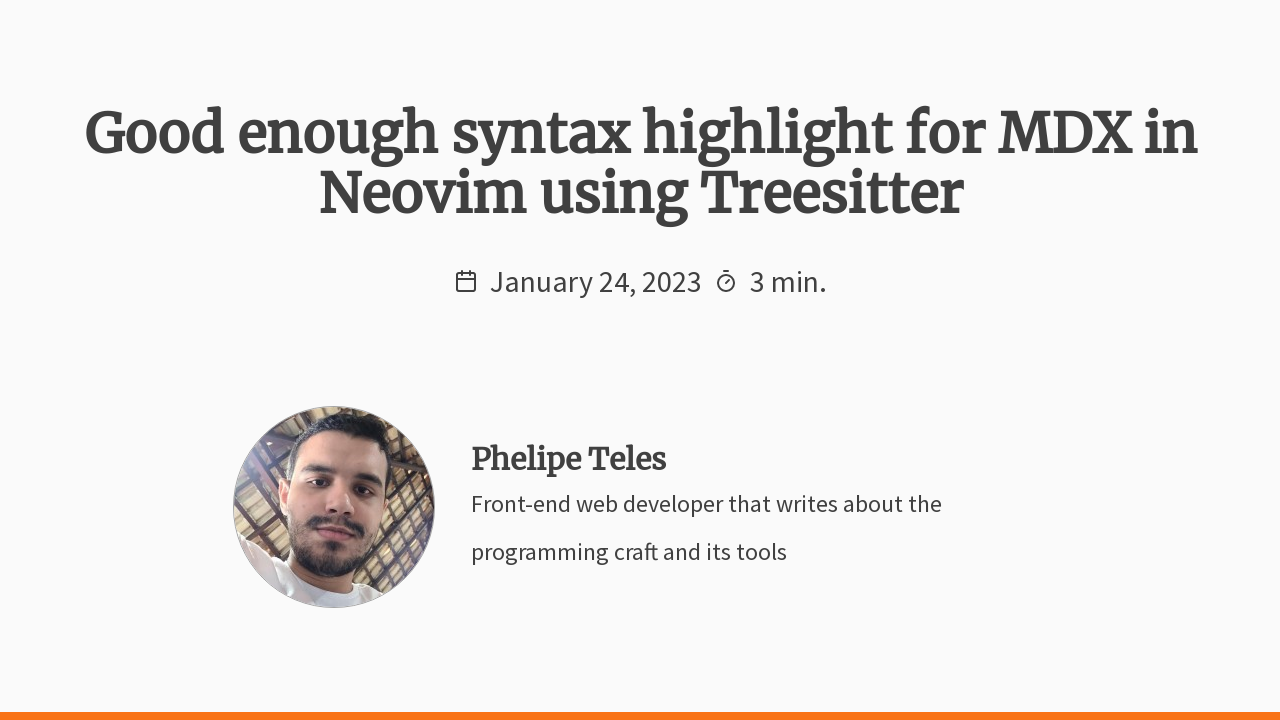 Good enough syntax highlight for MDX in
Neovim using Treesitter
January 24, 2023 3 min.
Phelipe Teles
Front-end web developer that writes about the
programming craft and its tools